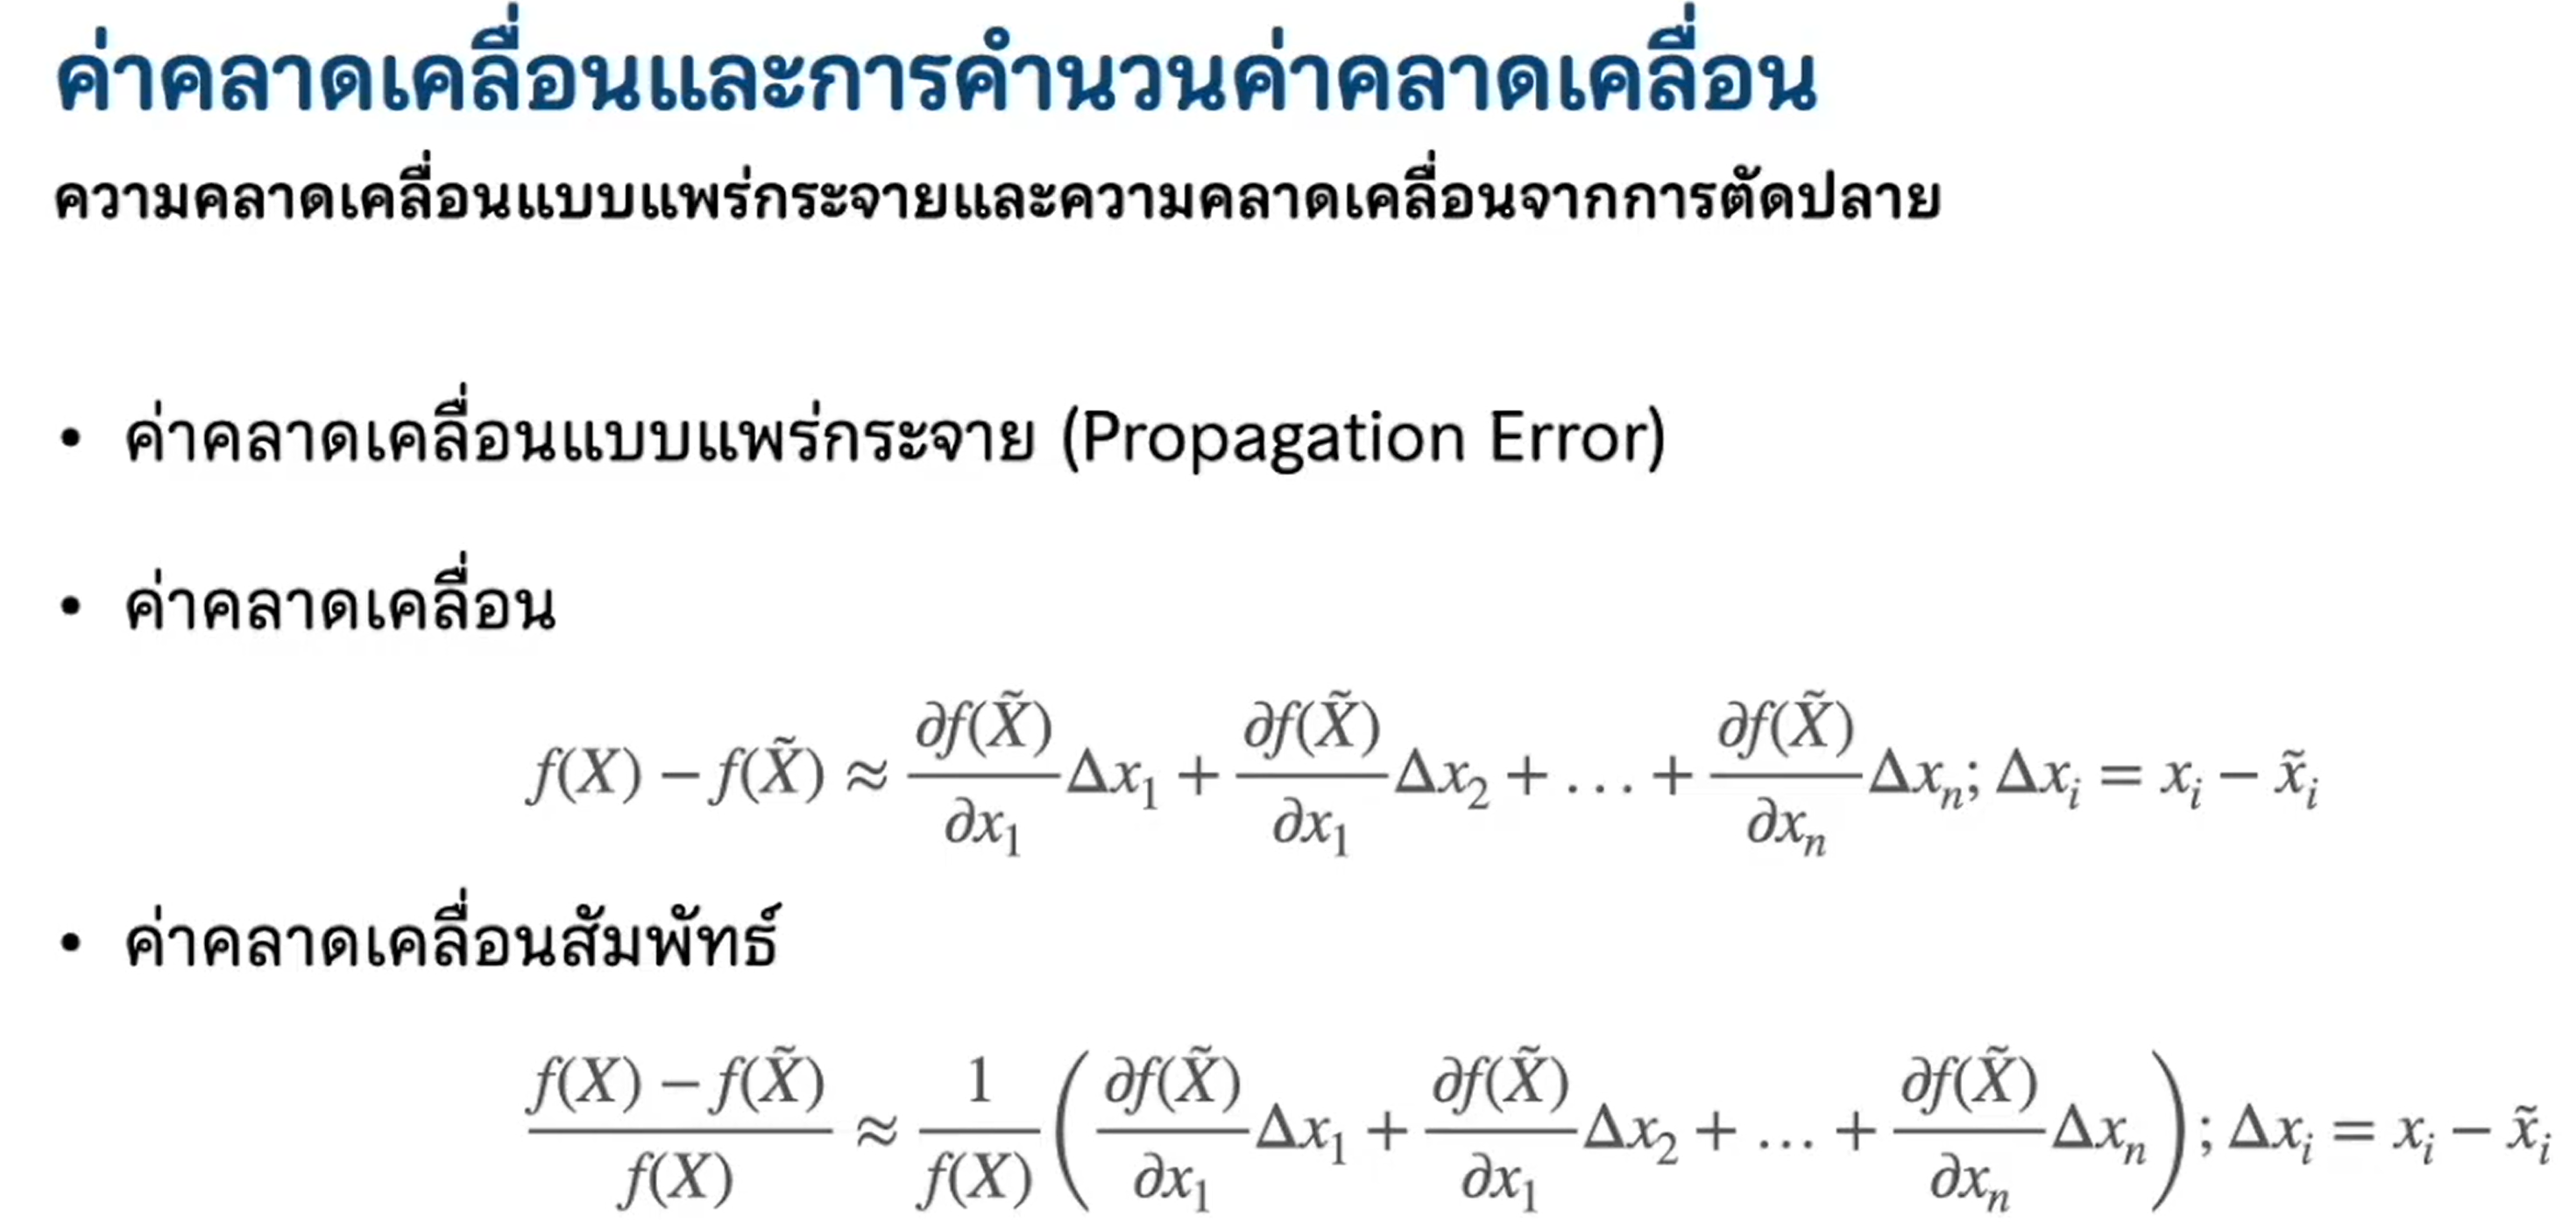 ค่าคลาดเคลื่อนและการคำนวนค่าคลาดเคลื่อน
ความคลาดเคลื่อนแบบแพร่กระจายและความคลาดเคลื่อนจากการตัดปลาย
• ค่าคลาดเคลื่อนแบบแพร่กระจาย (Propagation Error)
• ค่าคลาดเคลื่อน
f(X) − f(X̃) ≈ ∂f(X̃)/∂x₁ Δx₁ + ∂f(X̃)/∂x₁ Δx₂ + … + ∂f(X̃)/∂xₙ Δxₙ; Δxᵢ = xᵢ − x̃ᵢ
• ค่าคลาดเคลื่อนสัมพัทธ์
(f(X) − f(X̃))/f(X) ≈ 1/f(X) (∂f(X̃)/∂x₁ Δx₁ + ∂f(X̃)/∂x₁ Δx₂ + … + ∂f(X̃)/∂xₙ Δxₙ); Δxᵢ = xᵢ − x̃ᵢ